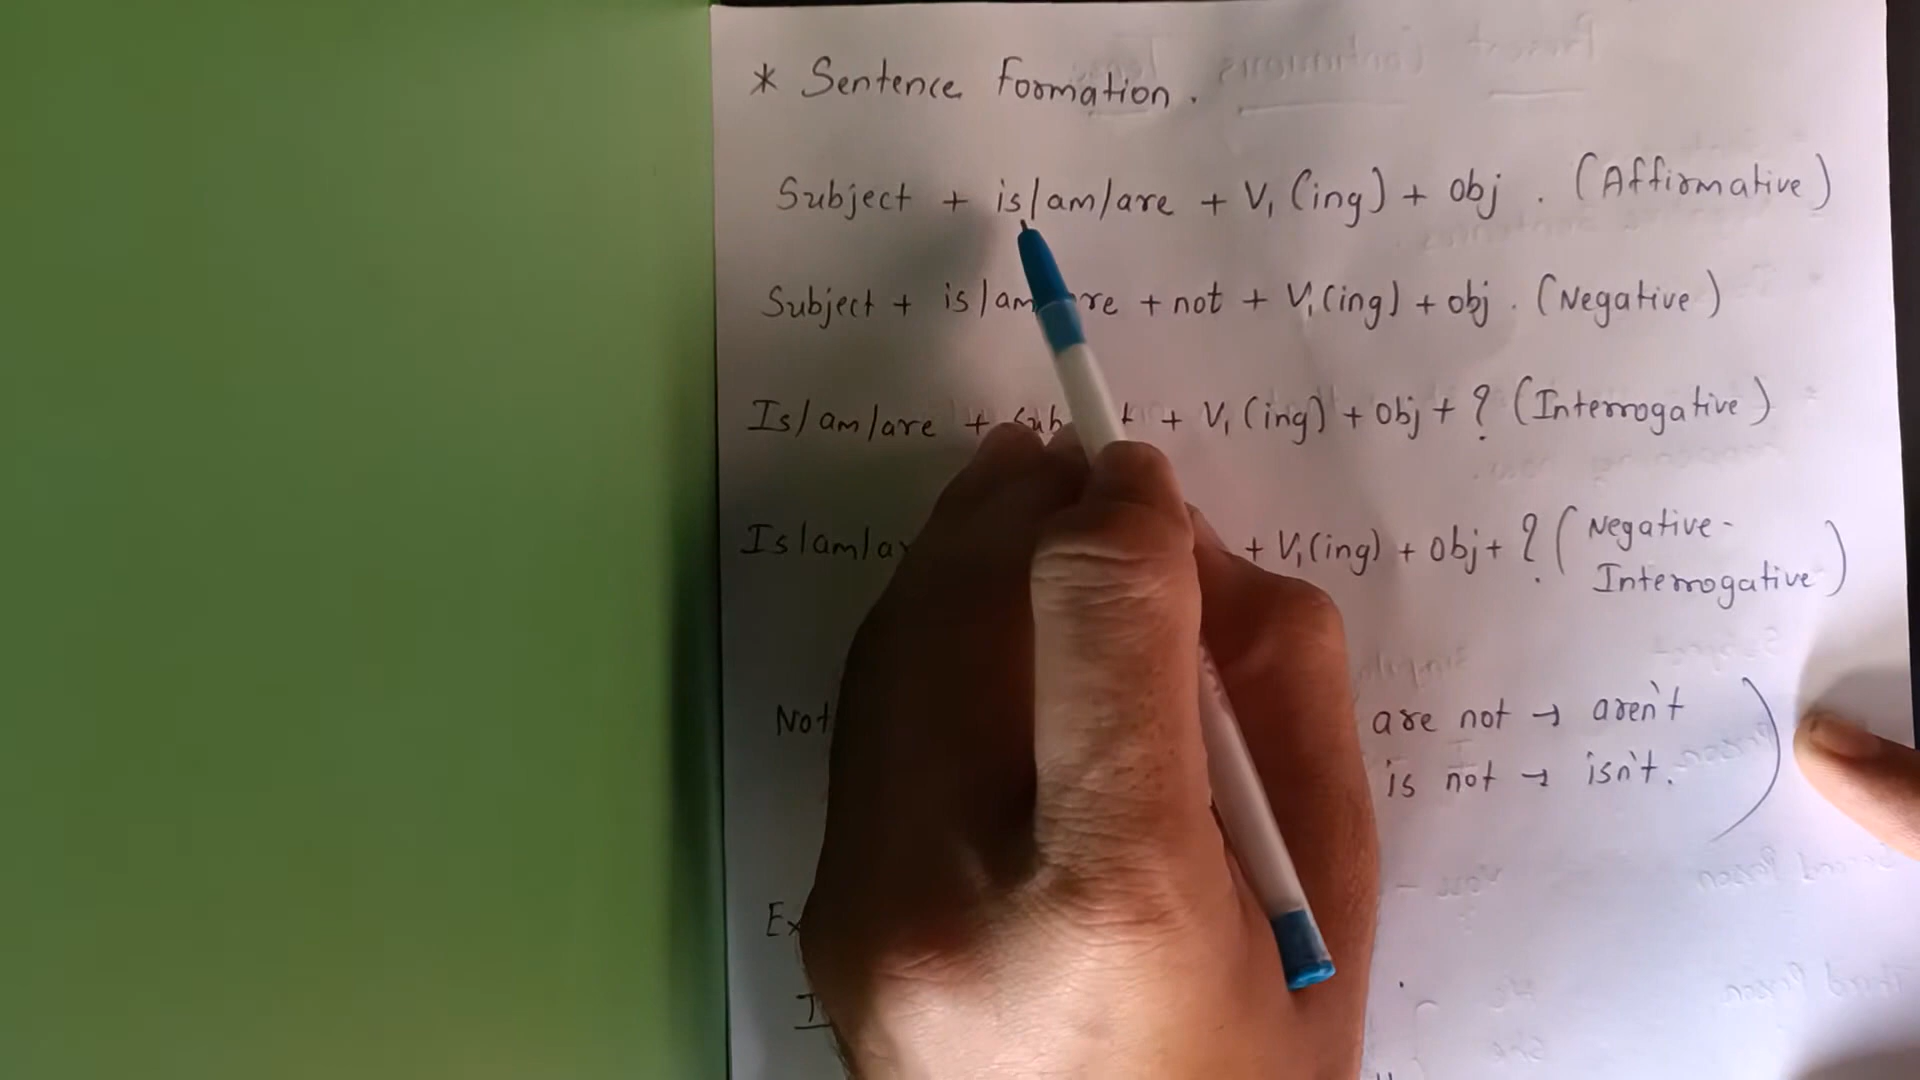 * Sentence Formation.
Subject + is/am/are + V1 (ing) + Obj. (Affirmative)
Subject + is/am/are + not + V1(ing) + obj. (Negative)
Is/am/are + Subject + V1 (ing) + Obj + ? (Interrogative)
Is/am/ + V1(ing) + Obj + ? (Negative-
Interrogative)
are not → aren't
is not → isn't.